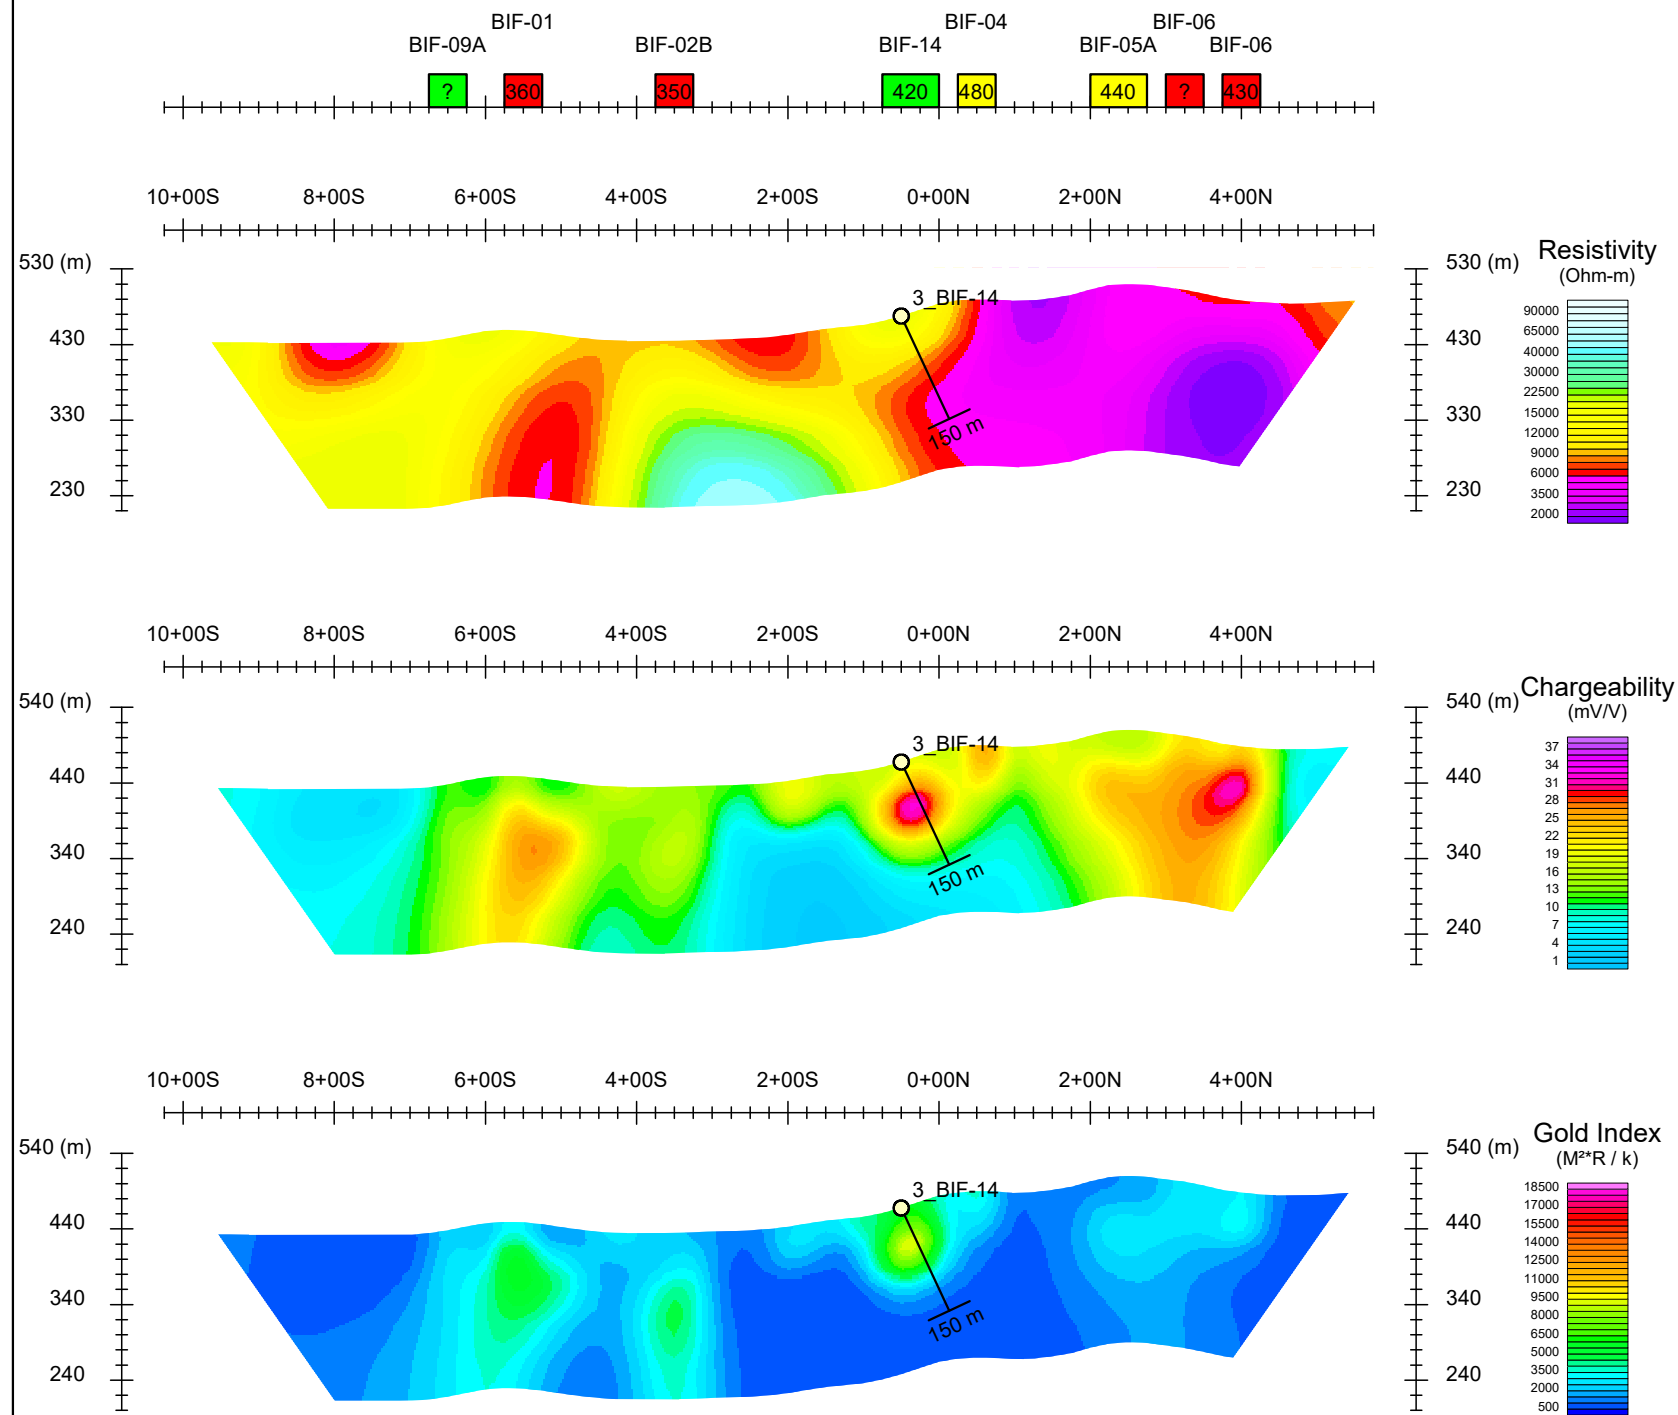 BIF-01 BIF-04 BIF-06
BIF-09A BIF-02B BIF-14 BIF-05A BIF-06
? 360 350 420 480 440 ? 430
10+00S 8+00S 6+00S 4+00S 2+00S 0+00N 2+00N 4+00N
530 (m) 530 (m)
430 430
330 330
230 230
3_BIF-14
150 m
Resistivity
(Ohm-m)
90000
65000
40000
30000
22500
15000
12000
9000
6000
3500
2000
10+00S 8+00S 6+00S 4+00S 2+00S 0+00N 2+00N 4+00N
540 (m) 540 (m)
440 440
340 340
240 240
3_BIF-14
150 m
Chargeability
(mV/V)
37
34
31
28
25
22
19
16
13
10
7
4
1
10+00S 8+00S 6+00S 4+00S 2+00S 0+00N 2+00N 4+00N
540 (m) 540 (m)
440 440
340 340
240 240
3_BIF-14
150 m
Gold Index
(M²*R / k)
18500
17000
15500
14000
12500
11000
9500
8000
6500
5000
3500
2000
500